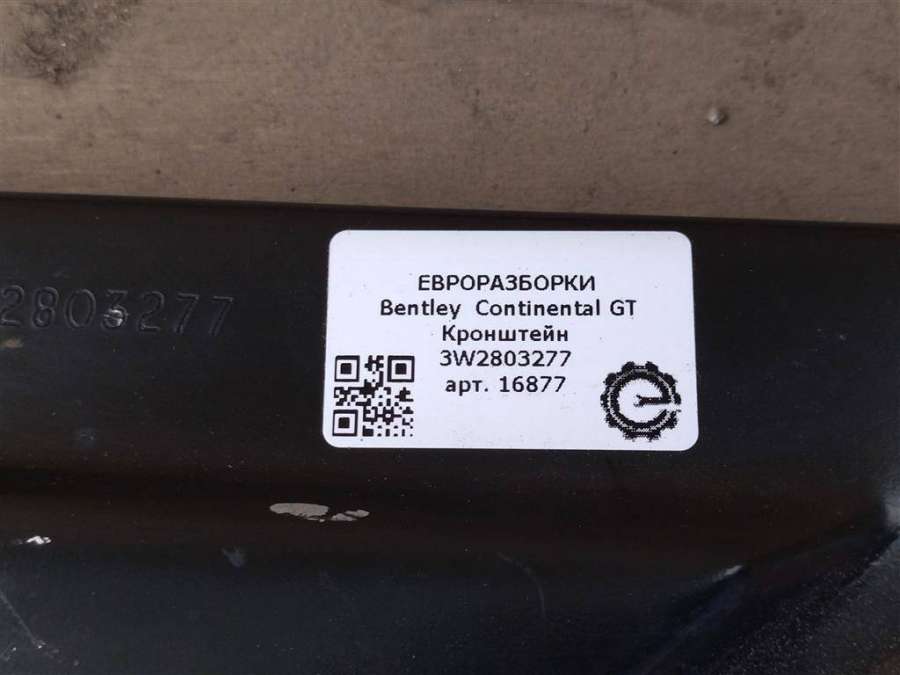 2803277
ЕВРОРАЗБОРКИ
Bentley Continental GT
Кронштейн
3W2803277
арт. 16877